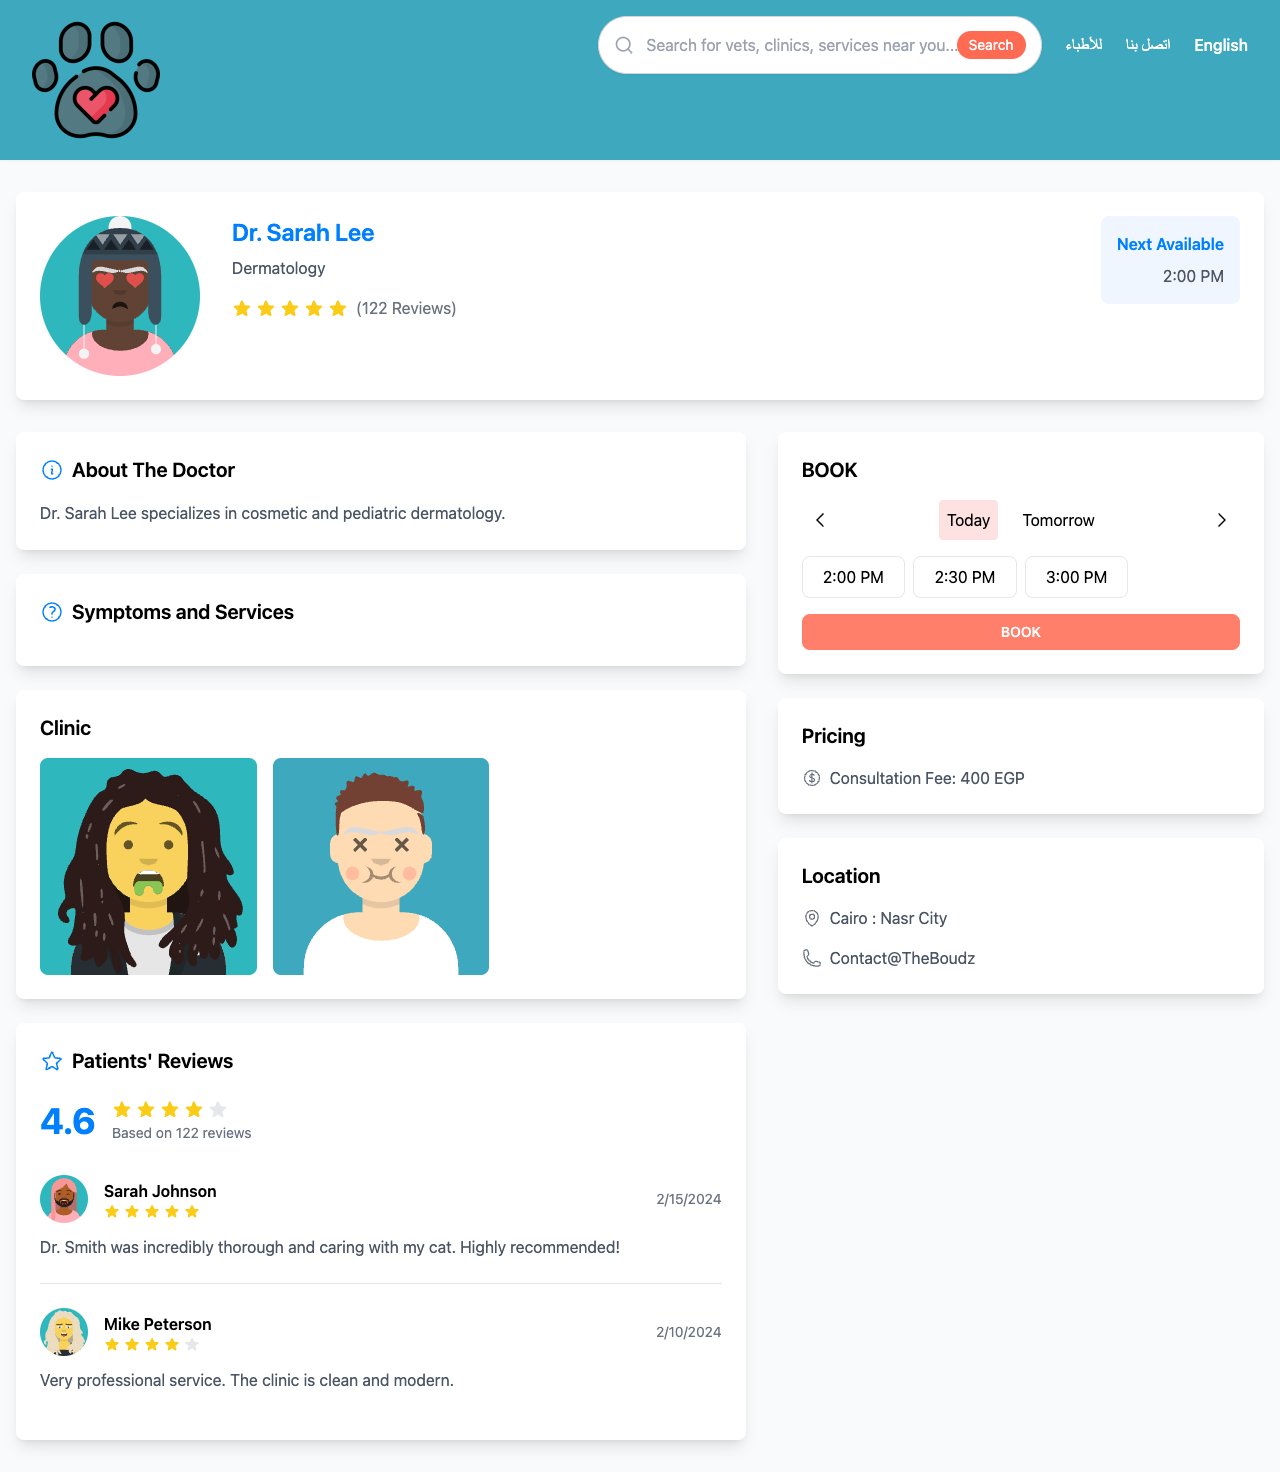 Search for vets, clinics, services near you... Search للأطباء اتصل بنا English
Dr. Sarah Lee
Dermatology
(122 Reviews)
Next Available
2:00 PM
About The Doctor
Dr. Sarah Lee specializes in cosmetic and pediatric dermatology.
Symptoms and Services
Clinic
Patients' Reviews
4.6
Based on 122 reviews
Sarah Johnson
2/15/2024
Dr. Smith was incredibly thorough and caring with my cat. Highly recommended!
Mike Peterson
2/10/2024
Very professional service. The clinic is clean and modern.
BOOK
Today Tomorrow
2:00 PM 2:30 PM 3:00 PM
BOOK
Pricing
Consultation Fee: 400 EGP
Location
Cairo : Nasr City
Contact@TheBoudz